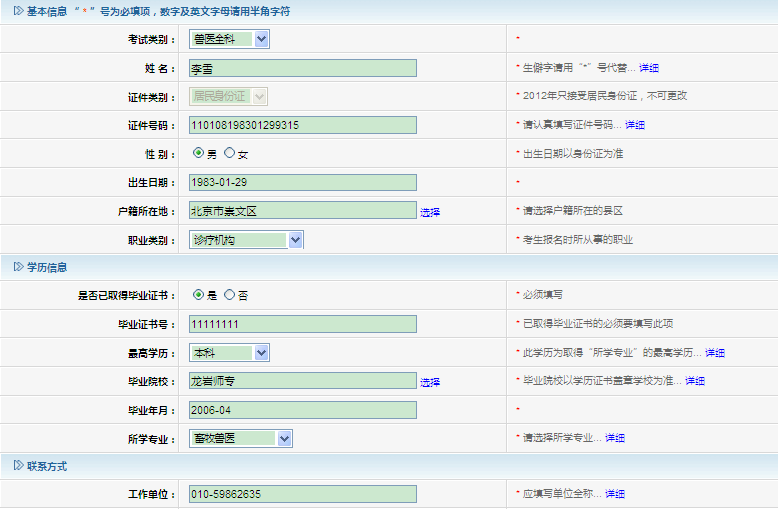 基本信息 “ * ” 号为必填项，数字及英文字母请用半角字符
考试类别： 兽医全科 *
姓 名： 李雪 * 生僻字请用“*”号代替... 详细
证件类别： 居民身份证 * 2012年只接受居民身份证，不可更改
证件号码： 110108198301299315 * 请认真填写证件号码... 详细
性 别： 男 女 * 出生日期以身份证为准
出生日期： 1983-01-29 *
户籍所在地： 北京市崇文区 选择 * 请选择户籍所在的县区
职业类别： 诊疗机构 * 考生报名时所从事的职业
学历信息
是否已取得毕业证书： 是 否 * 必须填写
毕业证书号： 11111111 * 已取得毕业证书的必须要填写此项
最高学历： 本科 * 此学历为取得“所学专业”的最高学历... 详细
毕业院校： 龙岩师专 选择 * 毕业院校以学历证书盖章学校为准... 详细
毕业年月： 2006-04 *
所学专业： 畜牧兽医 * 请选择所学专业... 详细
联系方式
工作单位： 010-59862635 * 应填写单位全称... 详细